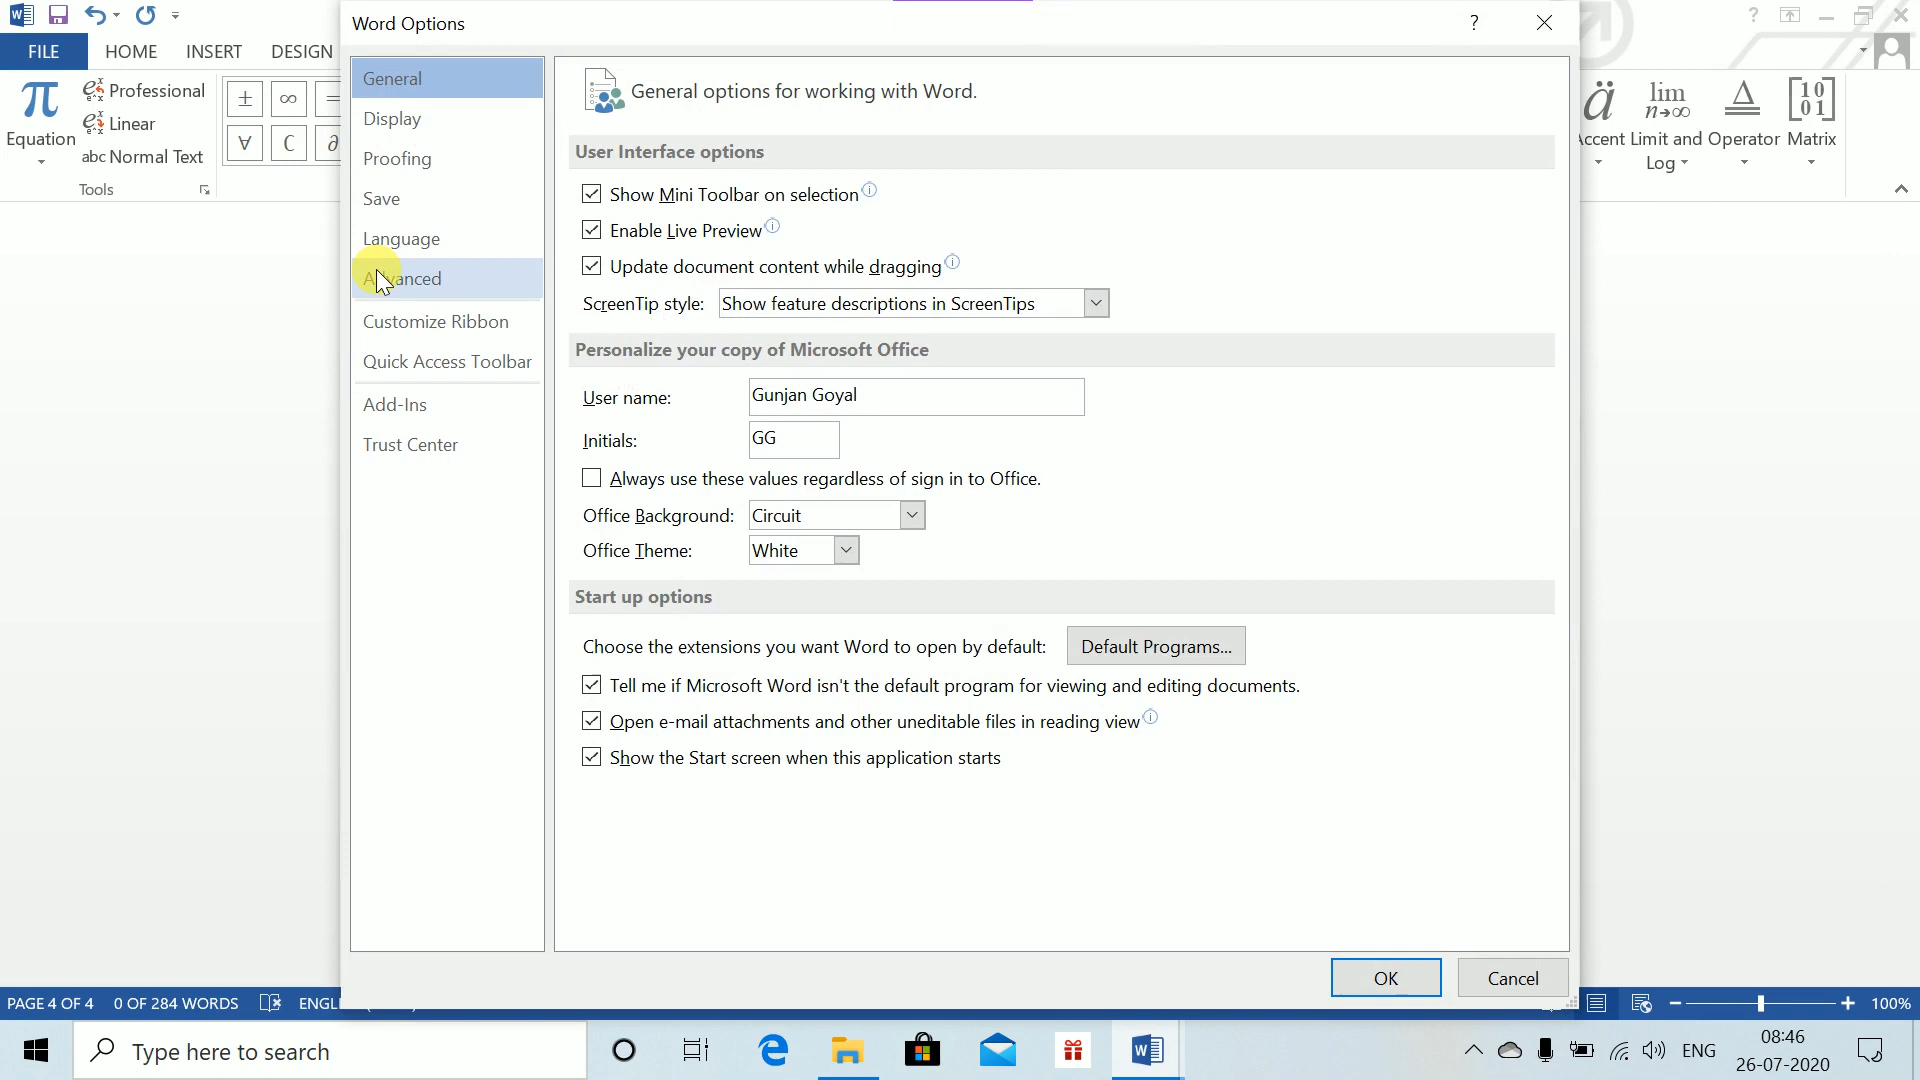 Word Options
?
FILE HOME INSERT DESIGN
Equation
Professional
Linear
abc Normal Text
Tools
± ∞ =
∀ C ∂
General
Display
Proofing
Save
Language
Advanced
Customize Ribbon
Quick Access Toolbar
Add-Ins
Trust Center
General options for working with Word.
User Interface options
Show Mini Toolbar on selection
Enable Live Preview
Update document content while dragging
ScreenTip style: Show feature descriptions in ScreenTips
Personalize your copy of Microsoft Office
User name: Gunjan Goyal
Initials: GG
Always use these values regardless of sign in to Office.
Office Background: Circuit
Office Theme: White
Start up options
Choose the extensions you want Word to open by default: Default Programs...
Tell me if Microsoft Word isn't the default program for viewing and editing documents.
Open e-mail attachments and other uneditable files in reading view
Show the Start screen when this application starts
OK Cancel
?
ä lim n→∞ Δ [10 01]
Limit and Log
Operator
Matrix
PAGE 4 OF 4 0 OF 284 WORDS
100%
Type here to search
ENG
08:46
26-07-2020